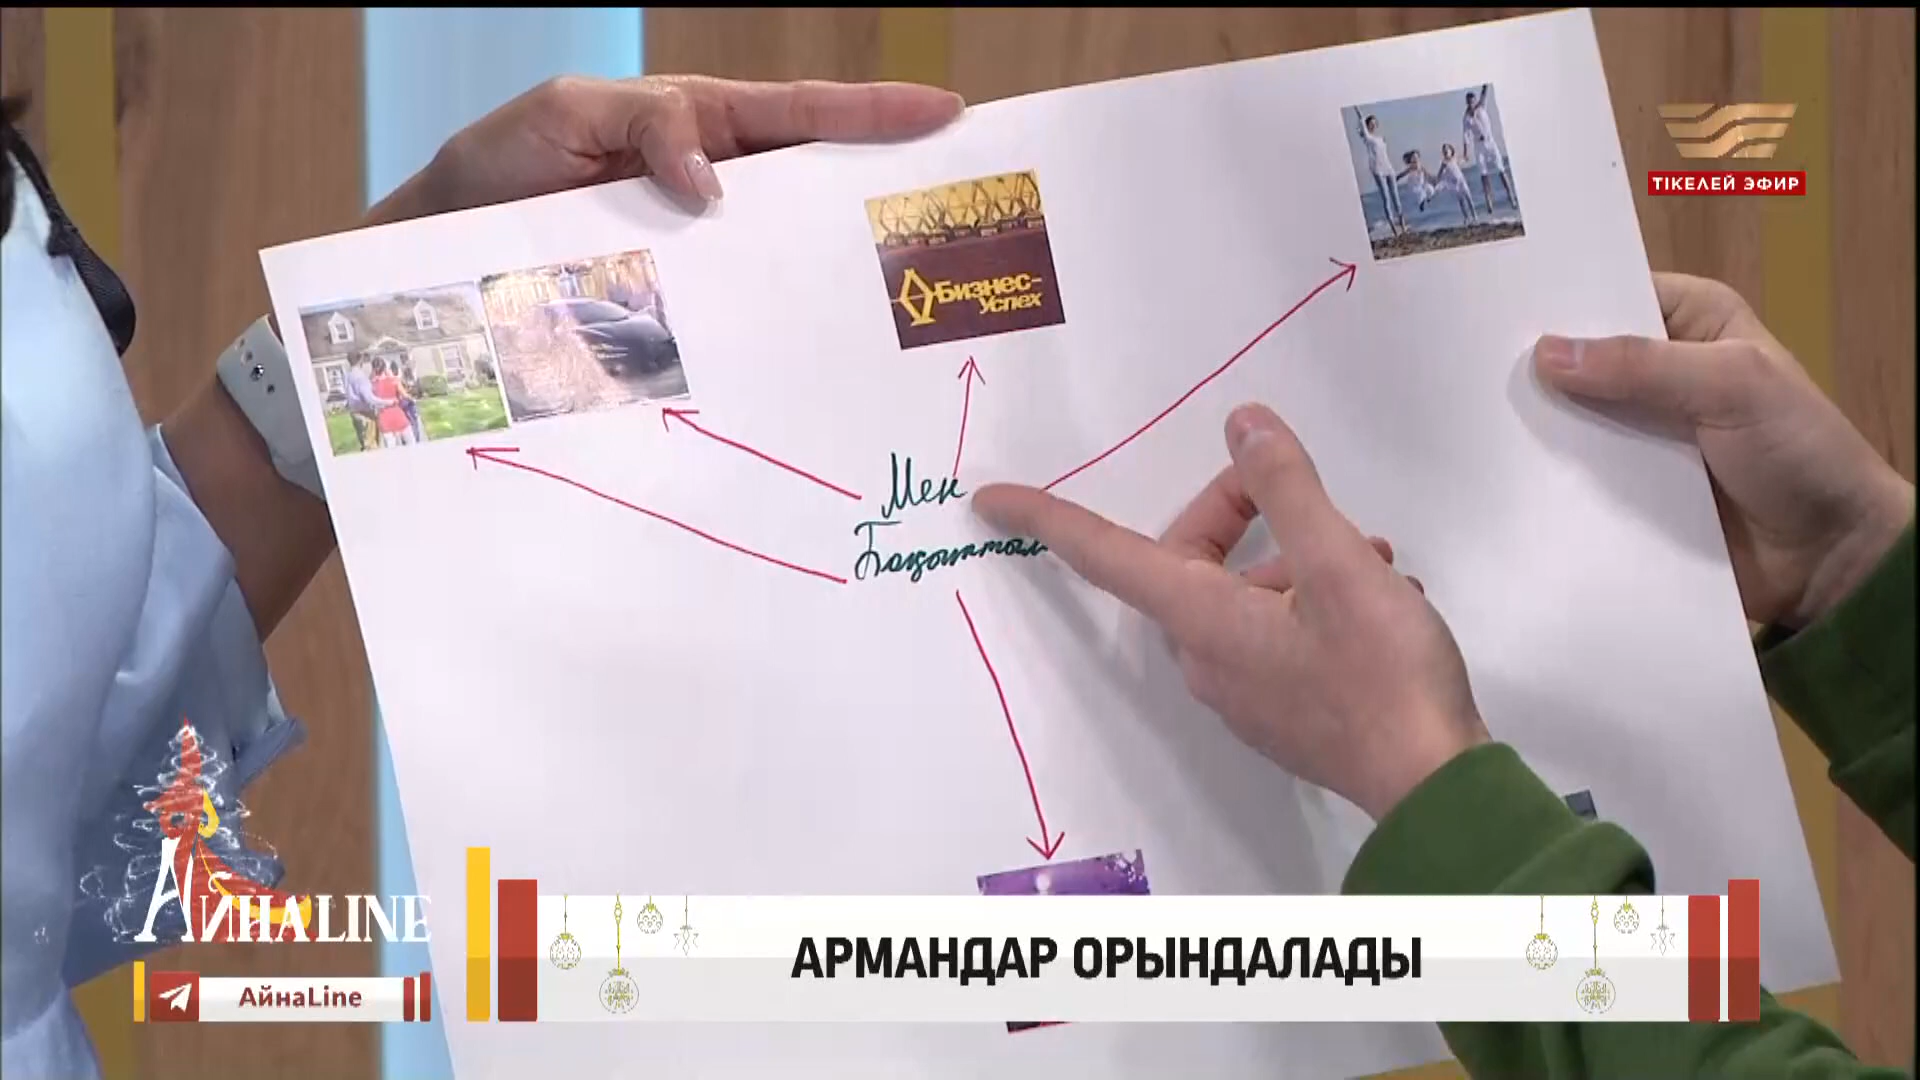 ТІКЕЛЕЙ ЭФИР
Бизнес-
Успех
Мен
АйнаLINE
АйнаLine
АРМАНДАР ОРЫНДАЛАДЫ